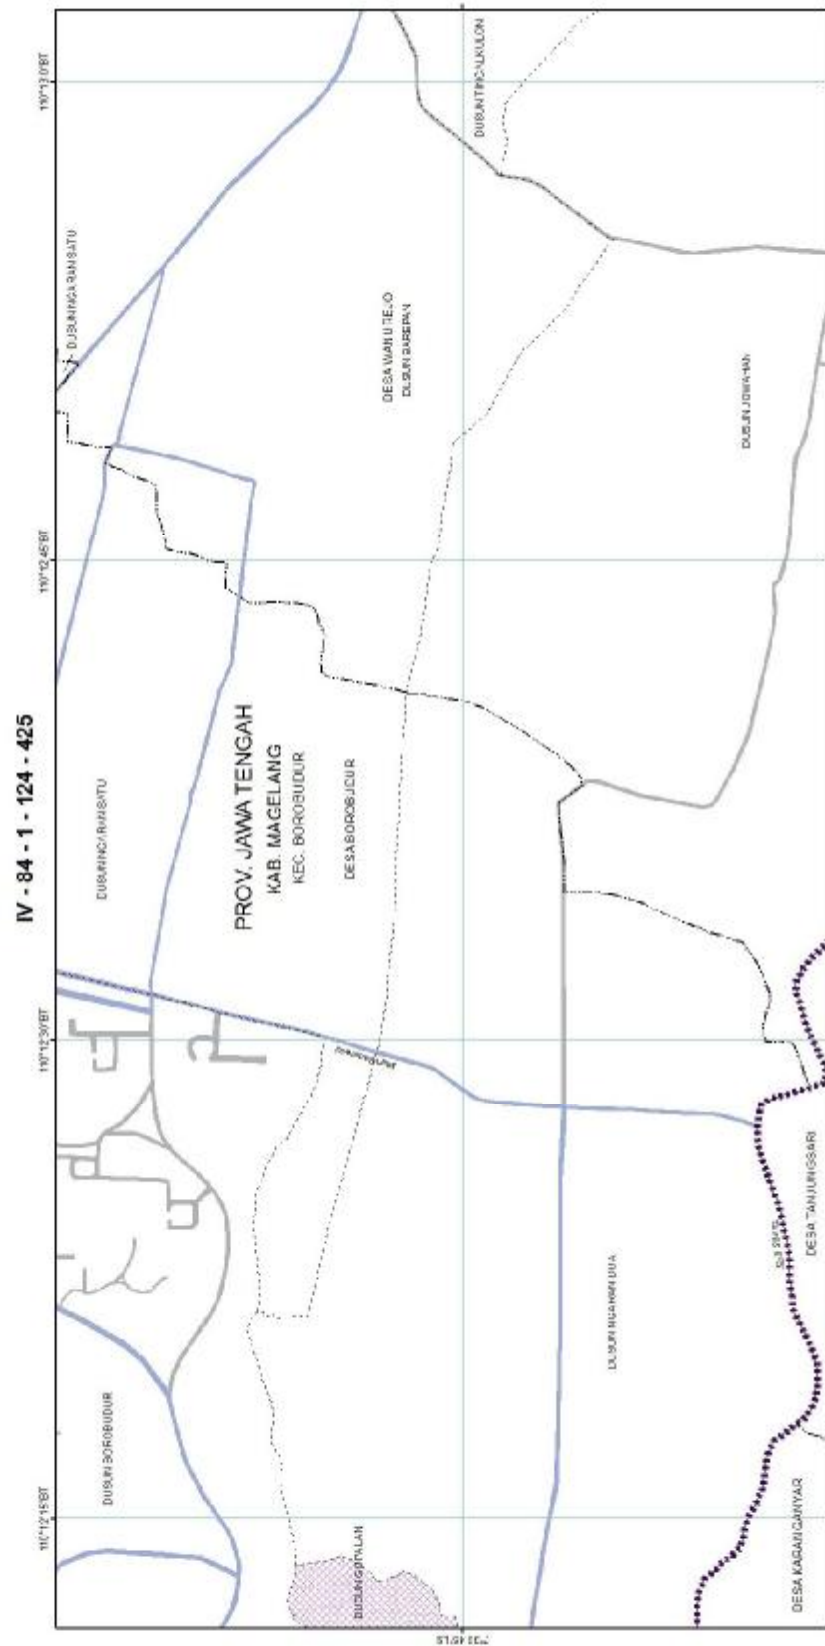 IV - 84 - 1 - 124 - 425
110°12'15"BT
110°12'30"BT
110°12'45"BT
110°13'0"BT
DUSUN NGARAN SATU
DUSUN NGARAN SATU
DUSUN BOROBUDUR
PROV. JAWA TENGAH
KAB. MAGELANG
KEC. BOROBUDUR
DESA BOROBUDUR
DESA WANUREJO
DUSUN BAREPAN
DUSUN TINGALKULON
DUSUN GOPALAN
DUSUN JOWAHAN
DUSUN NGARAN DUA
DESA TANJUNGSARI
DESA KARANGANYAR